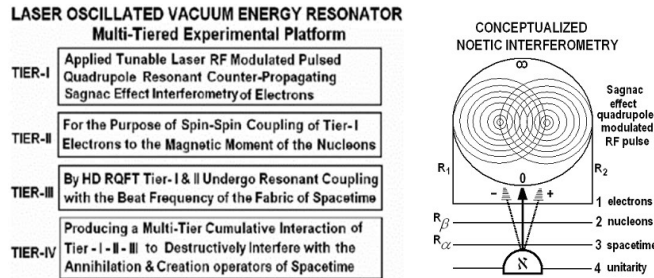 LASER OSCILLATED VACUUM ENERGY RESONATOR
Multi-Tiered Experimental Platform
TIER-I
Applied Tunable Laser RF Modulated Pulsed
Quadrupole Resonant Counter-Propagating
Sagnac Effect Interferometry of Electrons
TIER-II
For the Purpose of Spin-Spin Coupling of Tier-I
Electrons to the Magnetic Moment of the Nucleons
TIER-III
By HD RQFT Tier-I & II Undergo Resonant Coupling
with the Beat Frequency of the Fabric of Spacetime
TIER-IV
Producing a Multi-Tier Cumulative Interaction of
Tier - I - II - III to Destructively Interfere with the
Annihilation & Creation operators of Spacetime
CONCEPTUALIZED
NOETIC INTERFEROMETRY
∞
Sagnac
effect
quadrupole
modulated
RF pulse
R1
R2
0
- +
1 electrons
Rβ
2 nucleons
Rα
3 spacetime
ℵ
4 unitarity